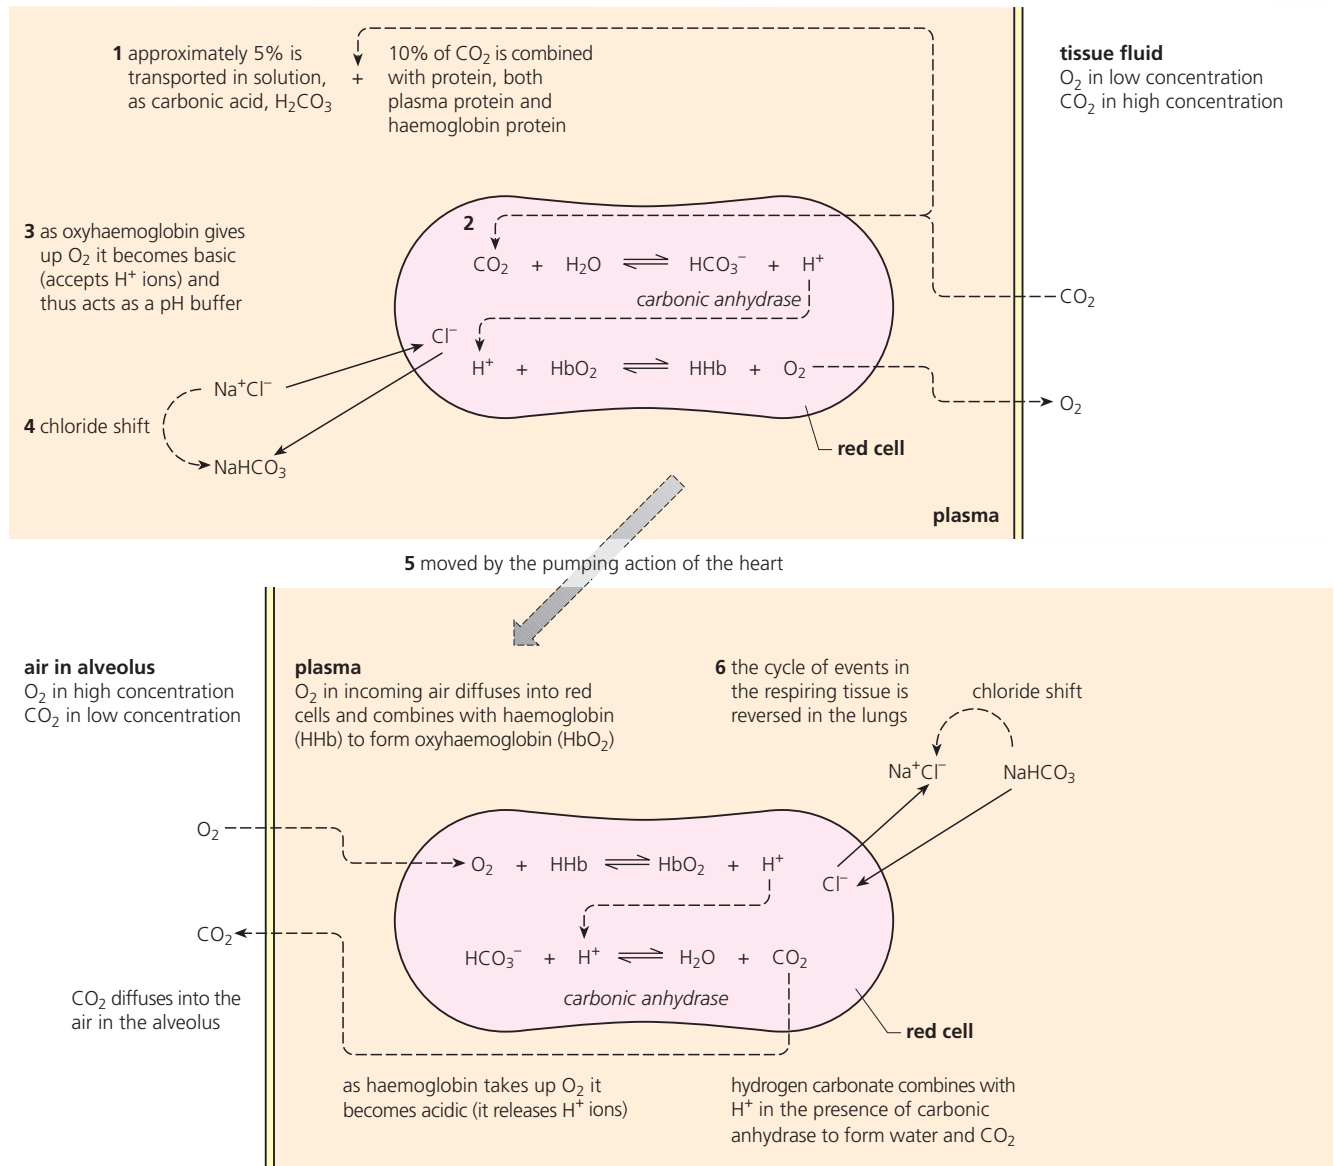 1 approximately 5% is
transported in solution,
as carbonic acid, H₂CO₃
+
10% of CO₂ is combined
with protein, both
plasma protein and
haemoglobin protein
tissue fluid
O₂ in low concentration
CO₂ in high concentration
2
3 as oxyhaemoglobin gives
up O₂ it becomes basic
(accepts H⁺ ions) and
thus acts as a pH buffer
CO₂ + H₂O ⇌ HCO₃⁻ + H⁺
carbonic anhydrase
CO₂
Cl⁻
H⁺ + HbO₂ ⇌ HHb + O₂
O₂
Na⁺Cl⁻
4 chloride shift
NaHCO₃
red cell
plasma
5 moved by the pumping action of the heart
air in alveolus
O₂ in high concentration
CO₂ in low concentration
plasma
O₂ in incoming air diffuses into red
cells and combines with haemoglobin
(HHb) to form oxyhaemoglobin (HbO₂)
6 the cycle of events in
the respiring tissue is
reversed in the lungs
chloride shift
Na⁺Cl⁻
NaHCO₃
O₂
O₂ + HHb ⇌ HbO₂ + H⁺
Cl⁻
CO₂
HCO₃⁻ + H⁺ ⇌ H₂O + CO₂
carbonic anhydrase
CO₂ diffuses into the
air in the alveolus
red cell
as haemoglobin takes up O₂ it
becomes acidic (it releases H⁺ ions)
hydrogen carbonate combines with
H⁺ in the presence of carbonic
anhydrase to form water and CO₂